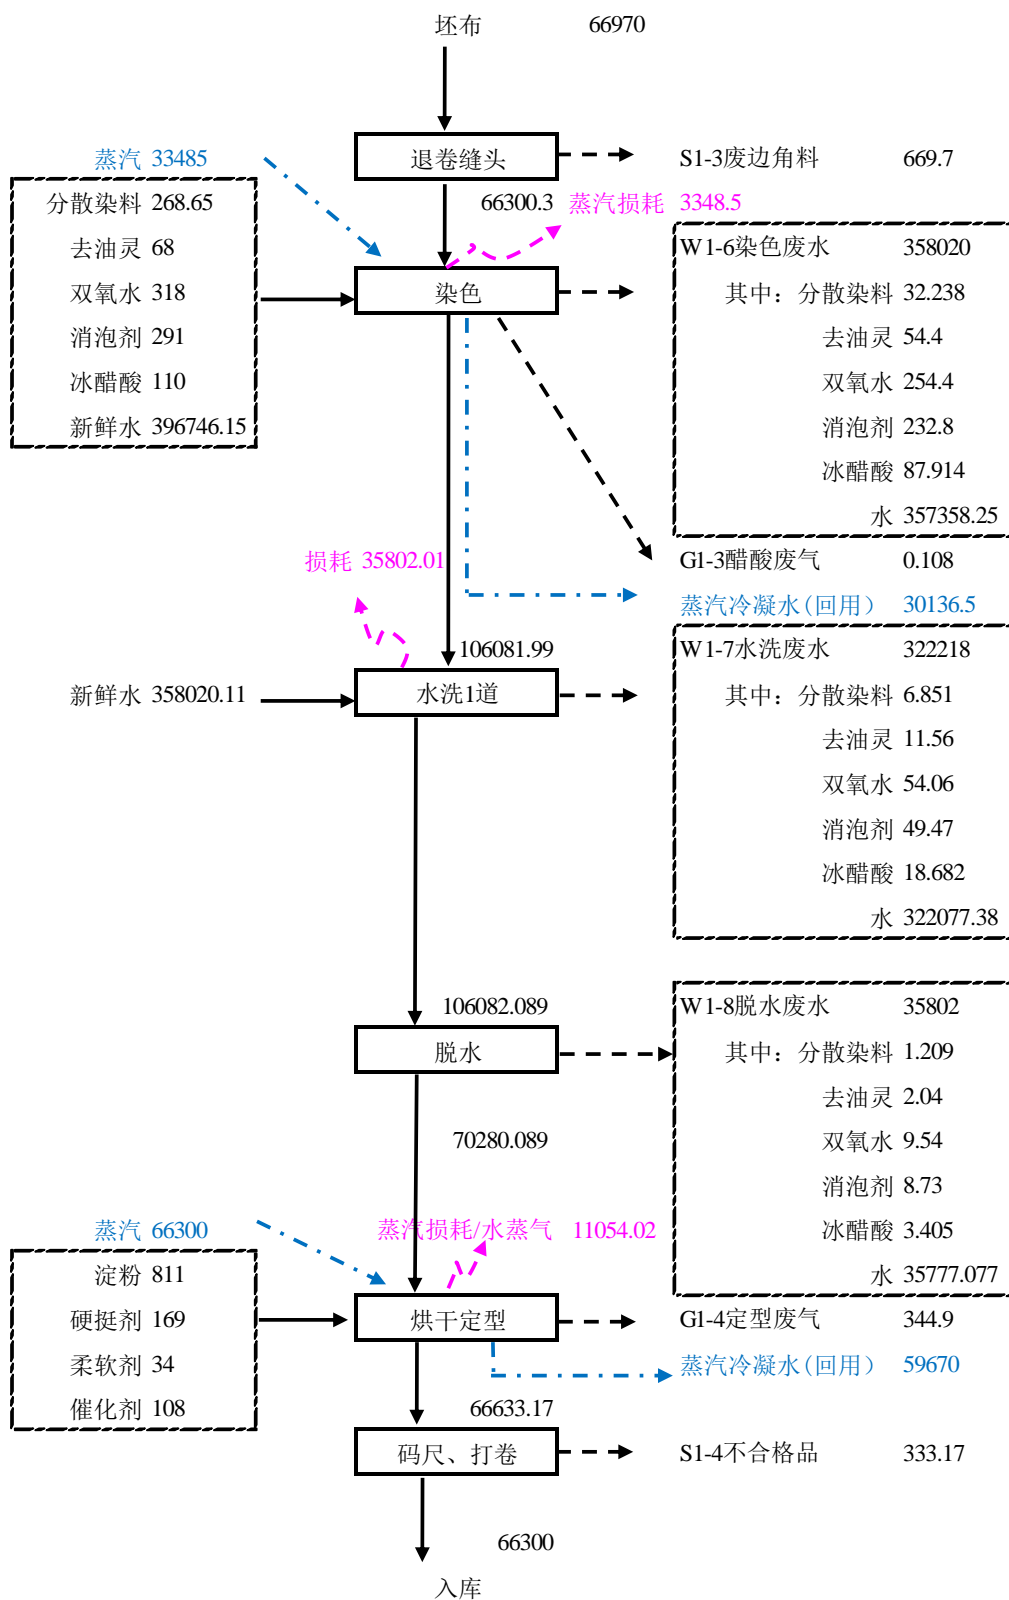 坯布 66970
退卷缝头
S1-3废边角料 669.7
蒸汽 33485
66300.3
蒸汽损耗 3348.5
分散染料 268.65
去油灵 68
双氧水 318
消泡剂 291
冰醋酸 110
新鲜水 396746.15
染色
W1-6染色废水 358020
其中：分散染料 32.238
去油灵 54.4
双氧水 254.4
消泡剂 232.8
冰醋酸 87.914
水 357358.25
G1-3醋酸废气 0.108
蒸汽冷凝水（回用） 30136.5
损耗 35802.01
106081.99
新鲜水 358020.11
水洗1道
W1-7水洗废水 322218
其中：分散染料 6.851
去油灵 11.56
双氧水 54.06
消泡剂 49.47
冰醋酸 18.682
水 322077.38
106082.089
脱水
W1-8脱水废水 35802
其中：分散染料 1.209
去油灵 2.04
双氧水 9.54
消泡剂 8.73
冰醋酸 3.405
水 35777.077
70280.089
蒸汽 66300
蒸汽损耗/水蒸气 11054.02
淀粉 811
硬挺剂 169
柔软剂 34
催化剂 108
烘干定型
G1-4定型废气 344.9
蒸汽冷凝水（回用） 59670
66633.17
码尺、打卷
S1-4不合格品 333.17
66300
入库